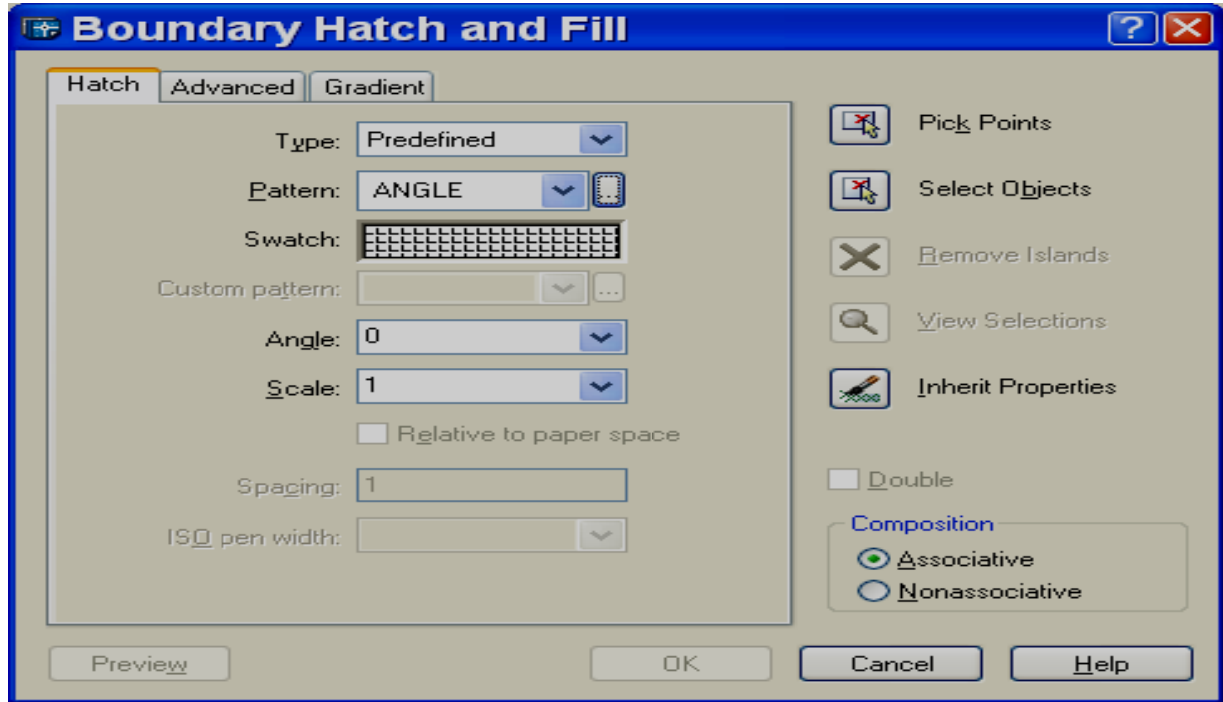 Boundary Hatch and Fill
Hatch Advanced Gradient
Type: Predefined
Pattern: ANGLE ...
Swatch:
Custom pattern: ...
Angle: 0
Scale: 1
Relative to paper space
Spacing: 1
ISO pen width:
Pick Points
Select Objects
Remove Islands
View Selections
Inherit Properties
Double
Composition
Associative
Nonassociative
Preview OK Cancel Help